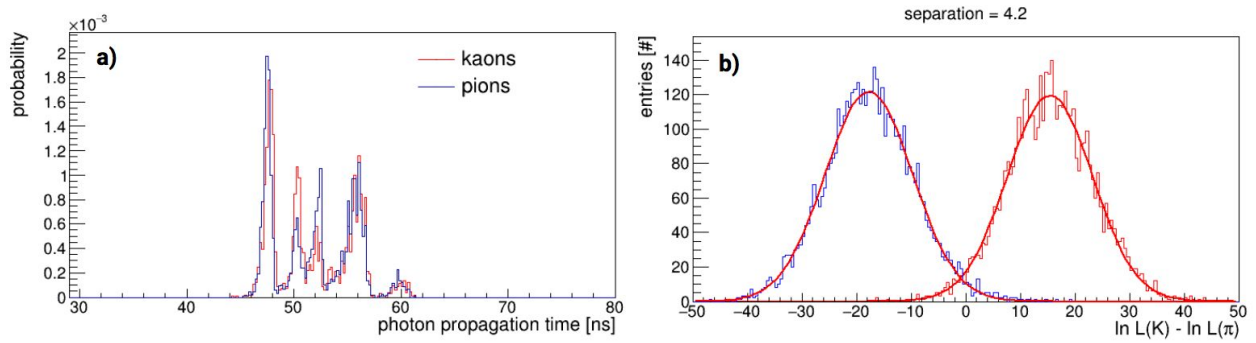 separation = 4.2
×10⁻³
a)
probability
2
1.8
1.6
1.4
1.2
1
0.8
0.6
0.4
0.2
0
kaons
pions
30 40 50 60 70 80
photon propagation time [ns]
b)
entries [#]
140
120
100
80
60
40
20
0
−50 −40 −30 −20 −10 0 10 20 30 40 50
ln L(K) - ln L(π)